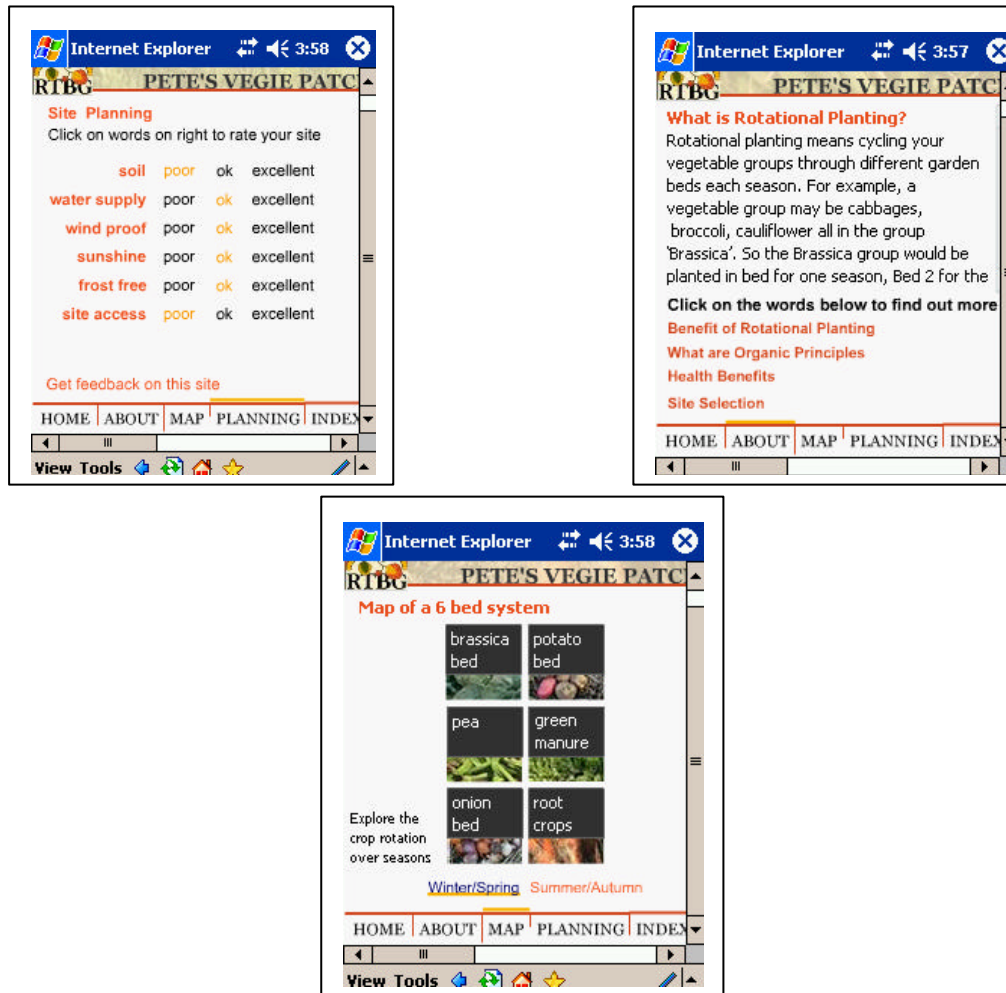 Internet Explorer 3:58
RTBG PETE'S VEGIE PATC
Site Planning
Click on words on right to rate your site
soil poor ok excellent
water supply poor ok excellent
wind proof poor ok excellent
sunshine poor ok excellent
frost free poor ok excellent
site access poor ok excellent
Get feedback on this site
HOME ABOUT MAP PLANNING INDEX
View Tools
Internet Explorer 3:57
RTBG PETE'S VEGIE PATC
What is Rotational Planting?
Rotational planting means cycling your
vegetable groups through different garden
beds each season. For example, a
vegetable group may be cabbages,
broccoli, cauliflower all in the group
'Brassica'. So the Brassica group would be
planted in bed for one season, Bed 2 for the
Click on the words below to find out more
Benefit of Rotational Planting
What are Organic Principles
Health Benefits
Site Selection
HOME ABOUT MAP PLANNING INDEX
Internet Explorer 3:58
RTBG PETE'S VEGIE PATC
Map of a 6 bed system
brassica potato
bed bed
pea green
manure
onion root
bed crops
Explore the
crop rotation
over seasons
Winter/Spring Summer/Autumn
HOME ABOUT MAP PLANNING INDEX
View Tools